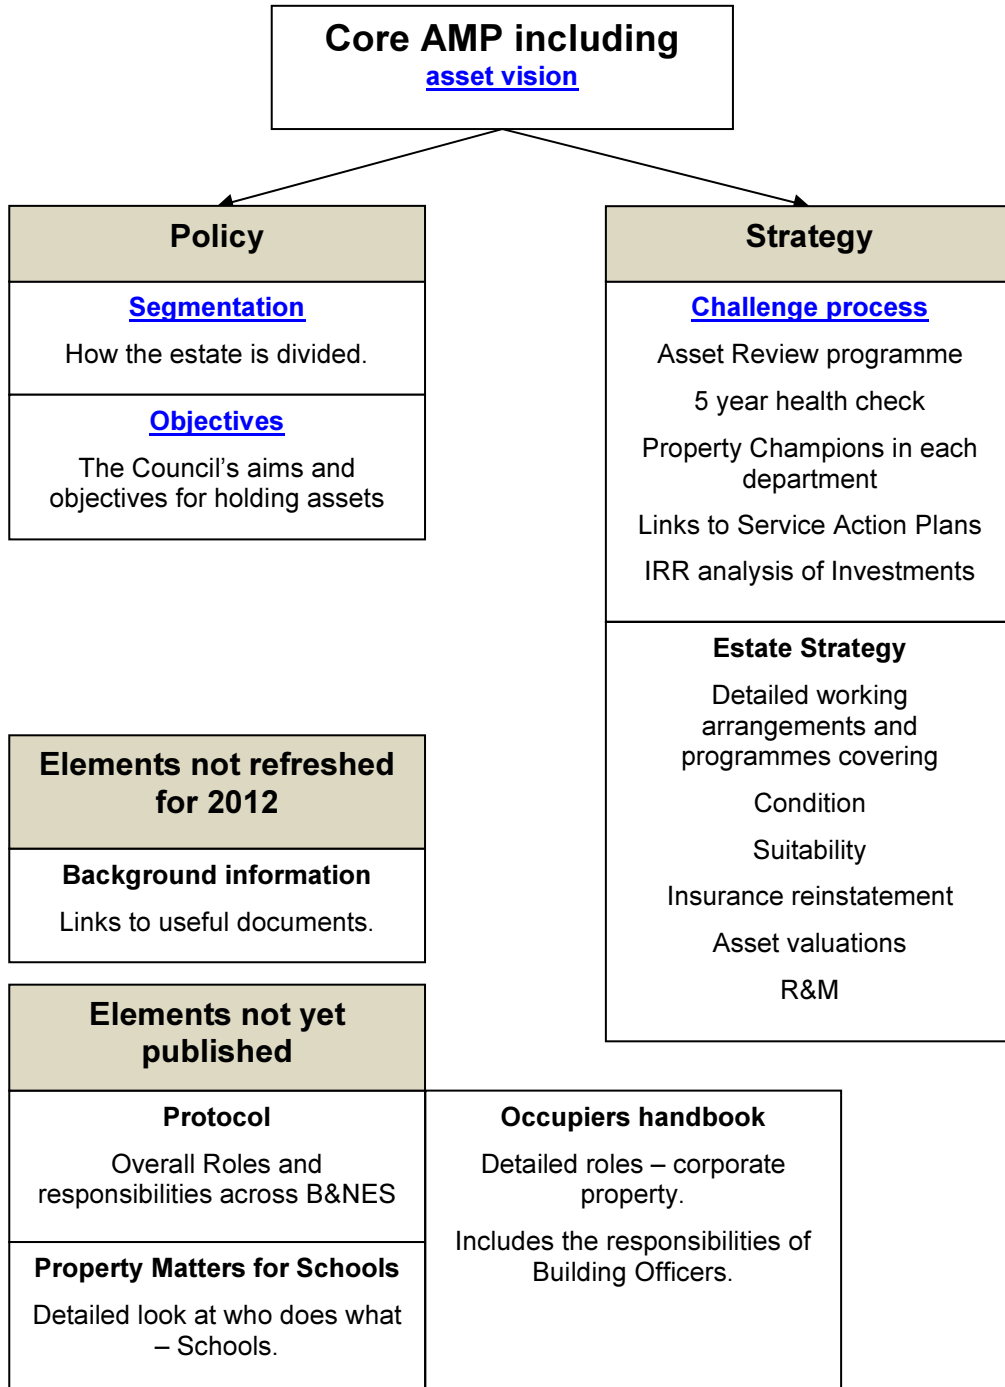 Core AMP including
asset vision
Policy
Segmentation
How the estate is divided.
Objectives
The Council's aims and
objectives for holding assets
Strategy
Challenge process
Asset Review programme
5 year health check
Property Champions in each
department
Links to Service Action Plans
IRR analysis of Investments
Estate Strategy
Detailed working
arrangements and
programmes covering
Condition
Suitability
Insurance reinstatement
Asset valuations
R&M
Elements not refreshed
for 2012
Background information
Links to useful documents.
Elements not yet
published
Protocol
Overall Roles and
responsibilities across B&NES
Property Matters for Schools
Detailed look at who does what
– Schools.
Occupiers handbook
Detailed roles – corporate
property.
Includes the responsibilities of
Building Officers.